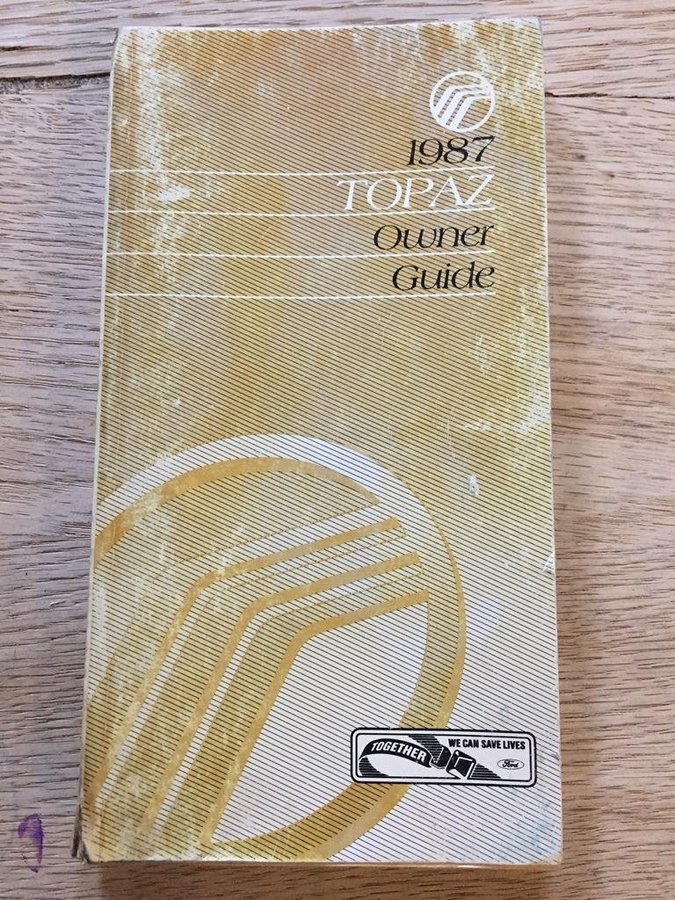 1987
TOPAZ
Owner
Guide
TOGETHER
WE CAN SAVE LIVES
Ford